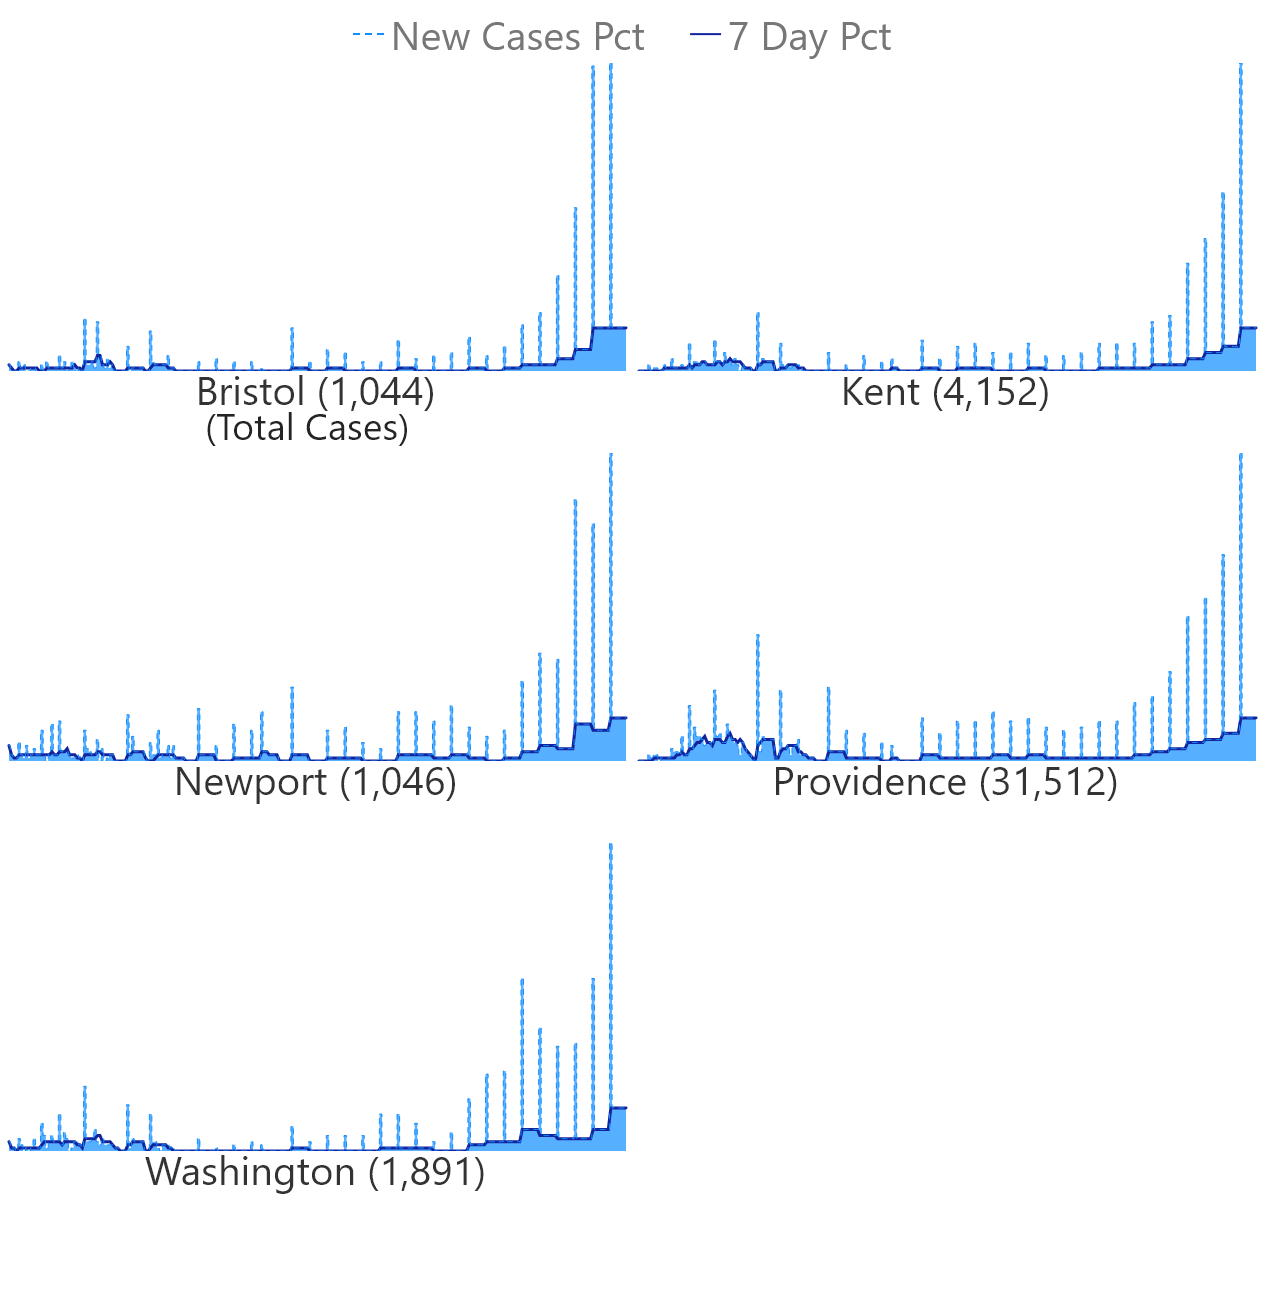 New Cases Pct 7 Day Pct
Bristol (1,044)
(Total Cases)
Kent (4,152)
Newport (1,046)
Providence (31,512)
Washington (1,891)